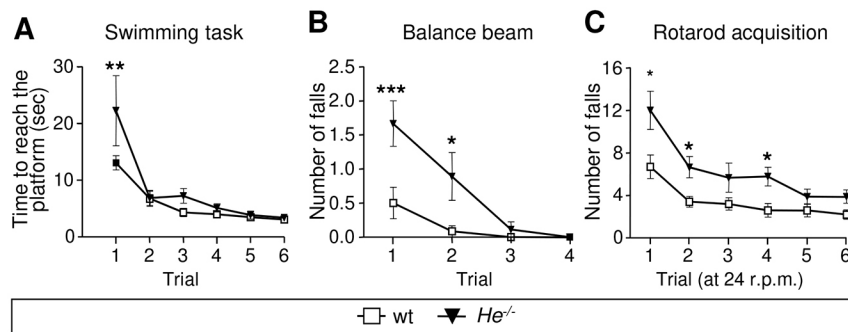 A Swimming task
B Balance beam
C Rotarod acquisition
Time to reach the
platform (sec)
30
20
10
0
**
1 2 3 4 5 6
Trial
Number of falls
2.5
2.0
1.5
1.0
0.5
0.0
***
*
1 2 3 4
Trial
Number of falls
16
12
8
4
0
*
*
*
1 2 3 4 5 6
Trial (at 24 r.p.m.)
wt He-/-